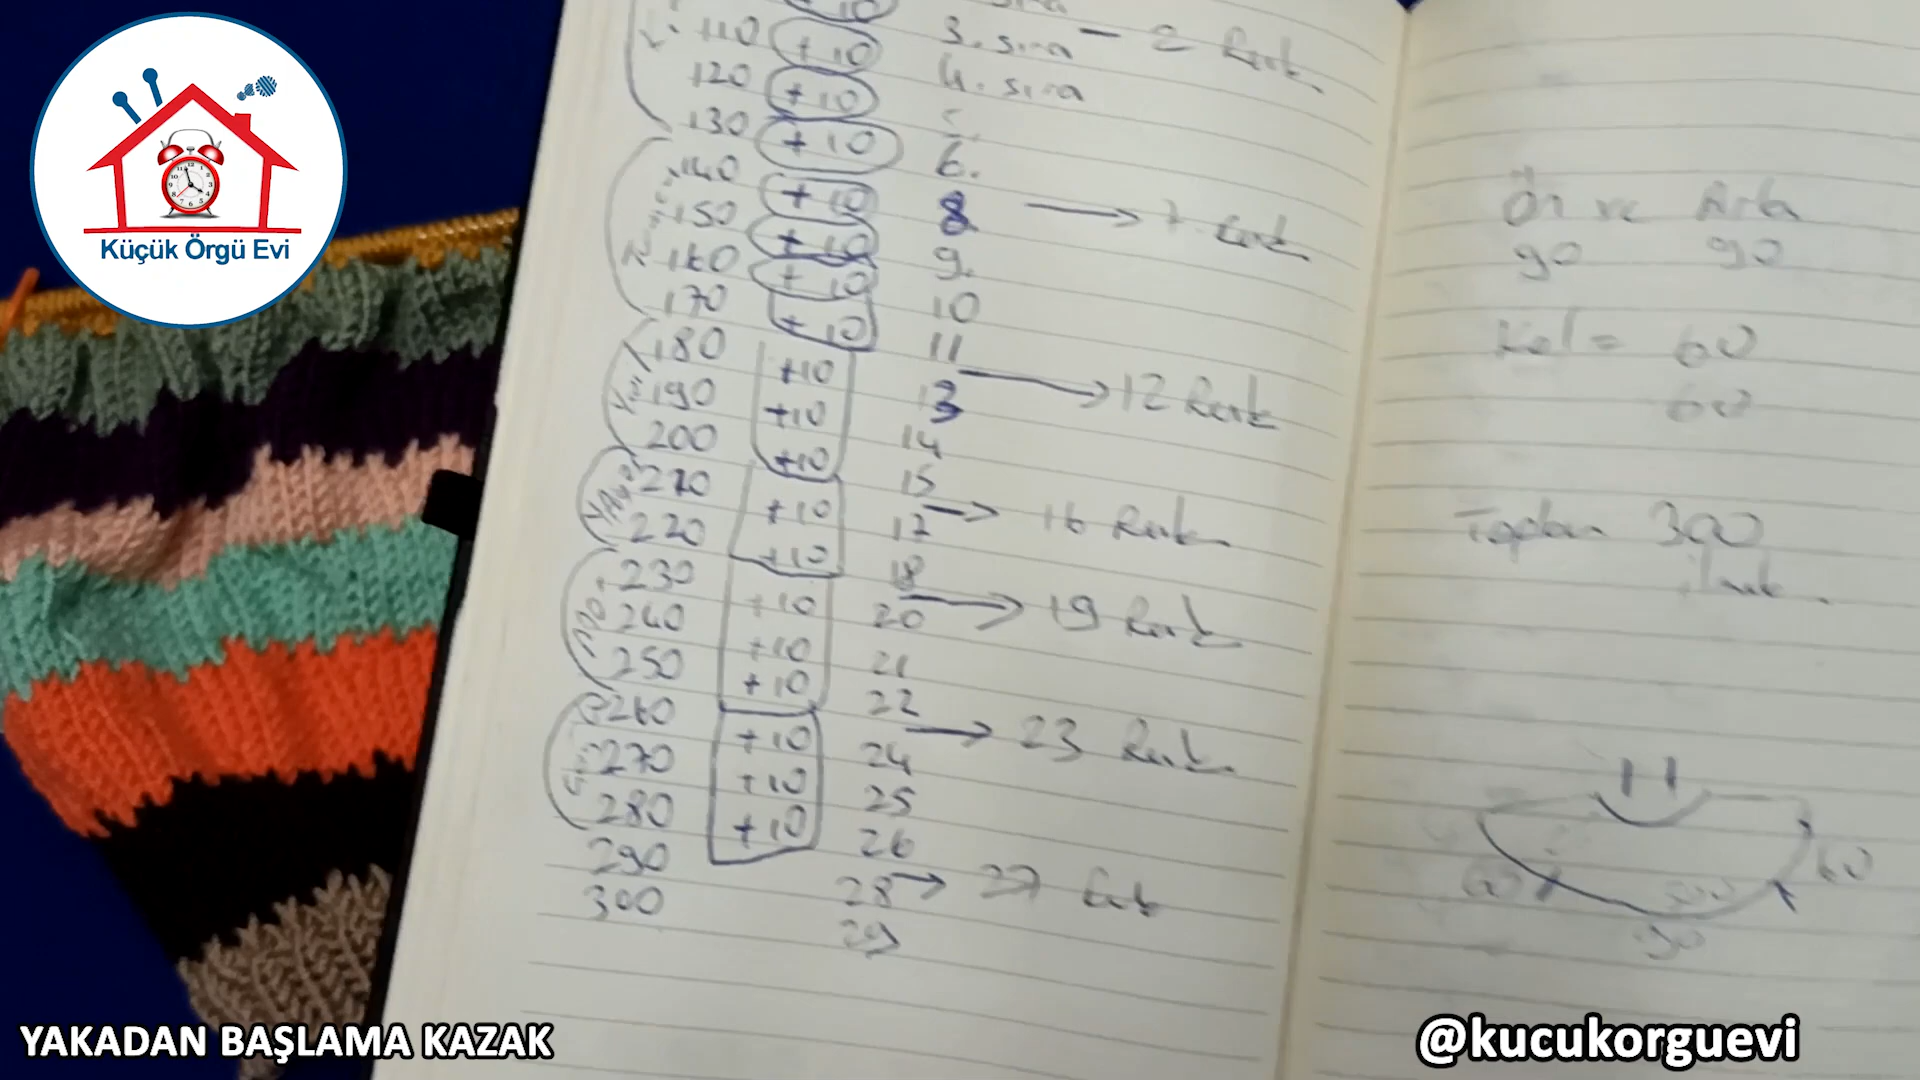 Küçük Örgü Evi
+10
110 +10 3. sıra - 2 Renk
120 +10 4. sıra
130 +10
140 +10 6.
150 +10 8 → 7. Renk
160 +10 9.
170 +10 10
180 +10 11 → 12 Renk
190 +10 13
200 +10 14
210 +10 15 → 16 Renk
220 +10 17
230 +10 18 → 19 Renk
240 +10 20
250 +10 21
260 +10 22 → 23 Renk
270 +10 24
280 +10 25
290 26 → 27 Renk
300 28
29
Ön ve Arka
90 90
Kol = 60
60
Toplam 300
ilmek.
60 60
90
YAKADAN BAŞLAMA KAZAK
@kucukorguevi